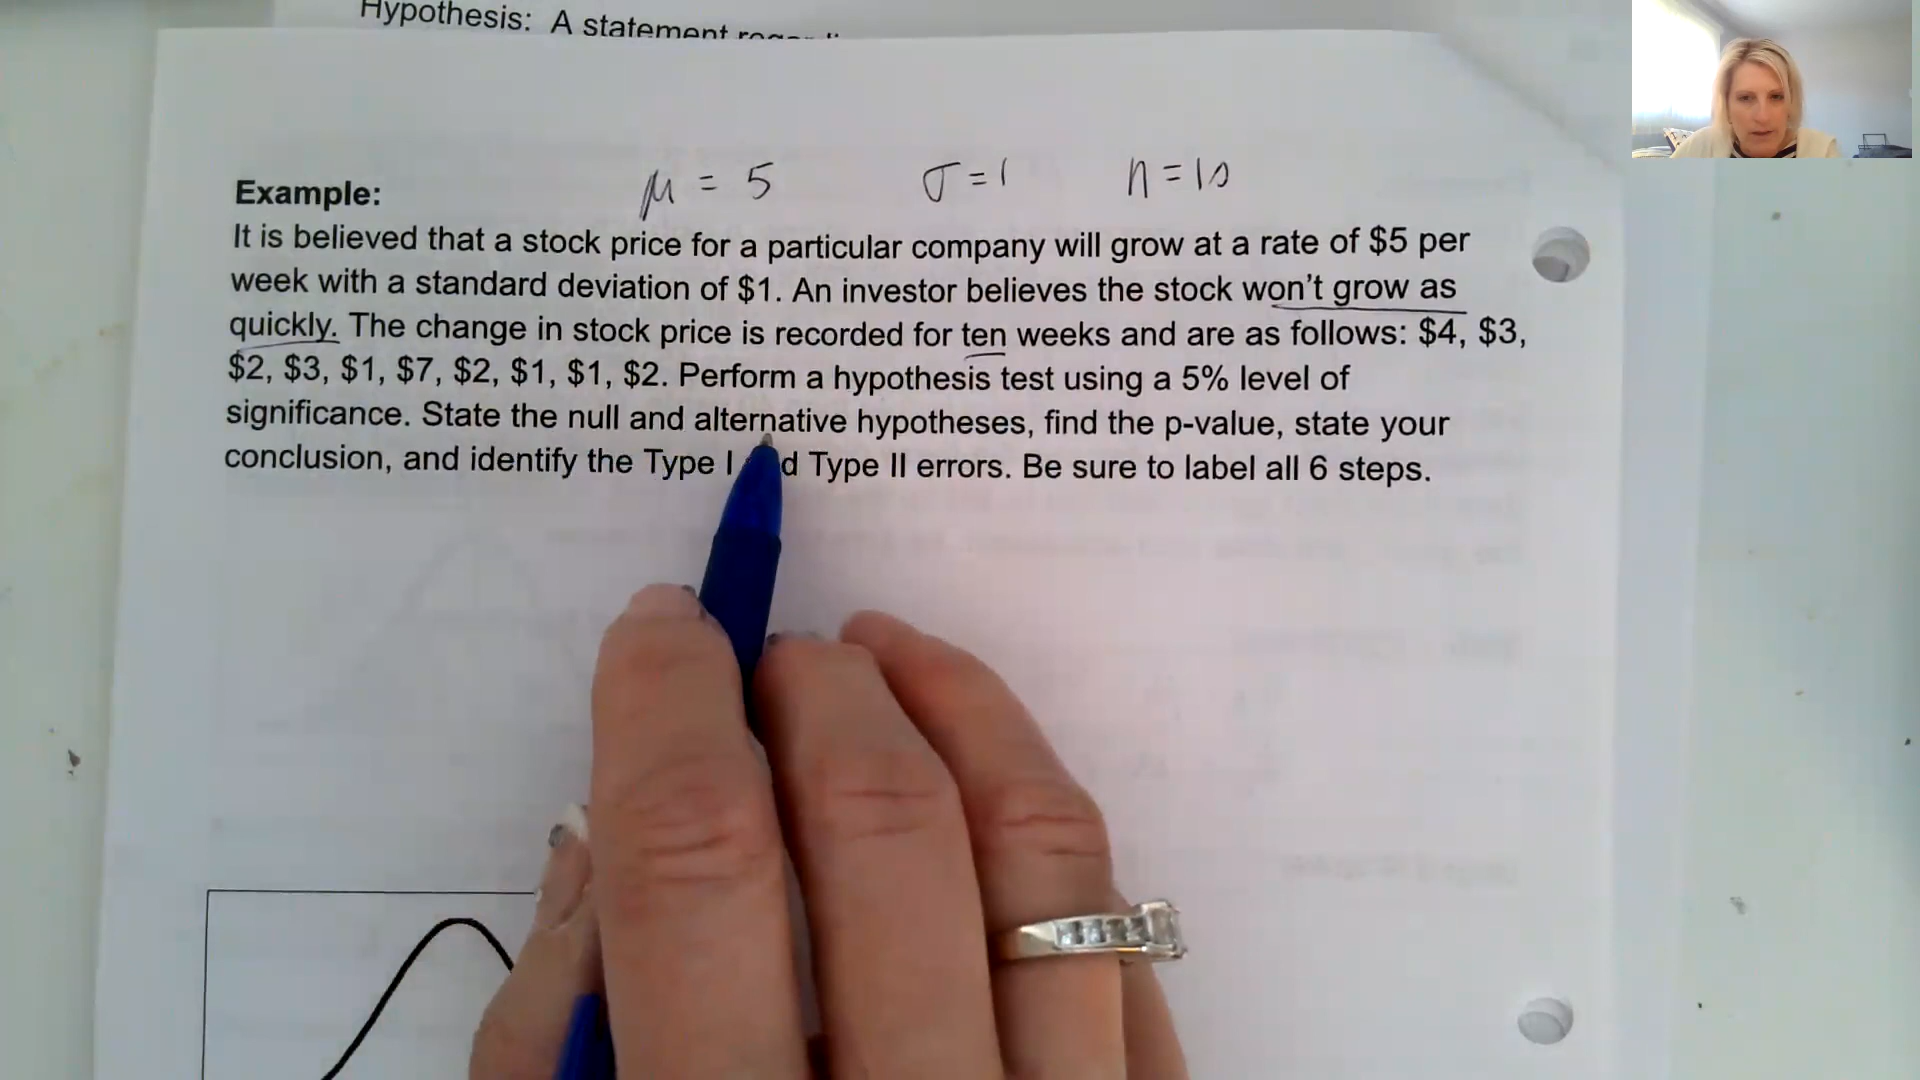 Hypothesis: A statement
μ = 5 σ = 1 n = 10
Example:
It is believed that a stock price for a particular company will grow at a rate of $5 per
week with a standard deviation of $1. An investor believes the stock won't grow as
quickly. The change in stock price is recorded for ten weeks and are as follows: $4, $3,
$2, $3, $1, $7, $2, $1, $1, $2. Perform a hypothesis test using a 5% level of
significance. State the null and alternative hypotheses, find the p-value, state your
conclusion, and identify the Type I Type II errors. Be sure to label all 6 steps.